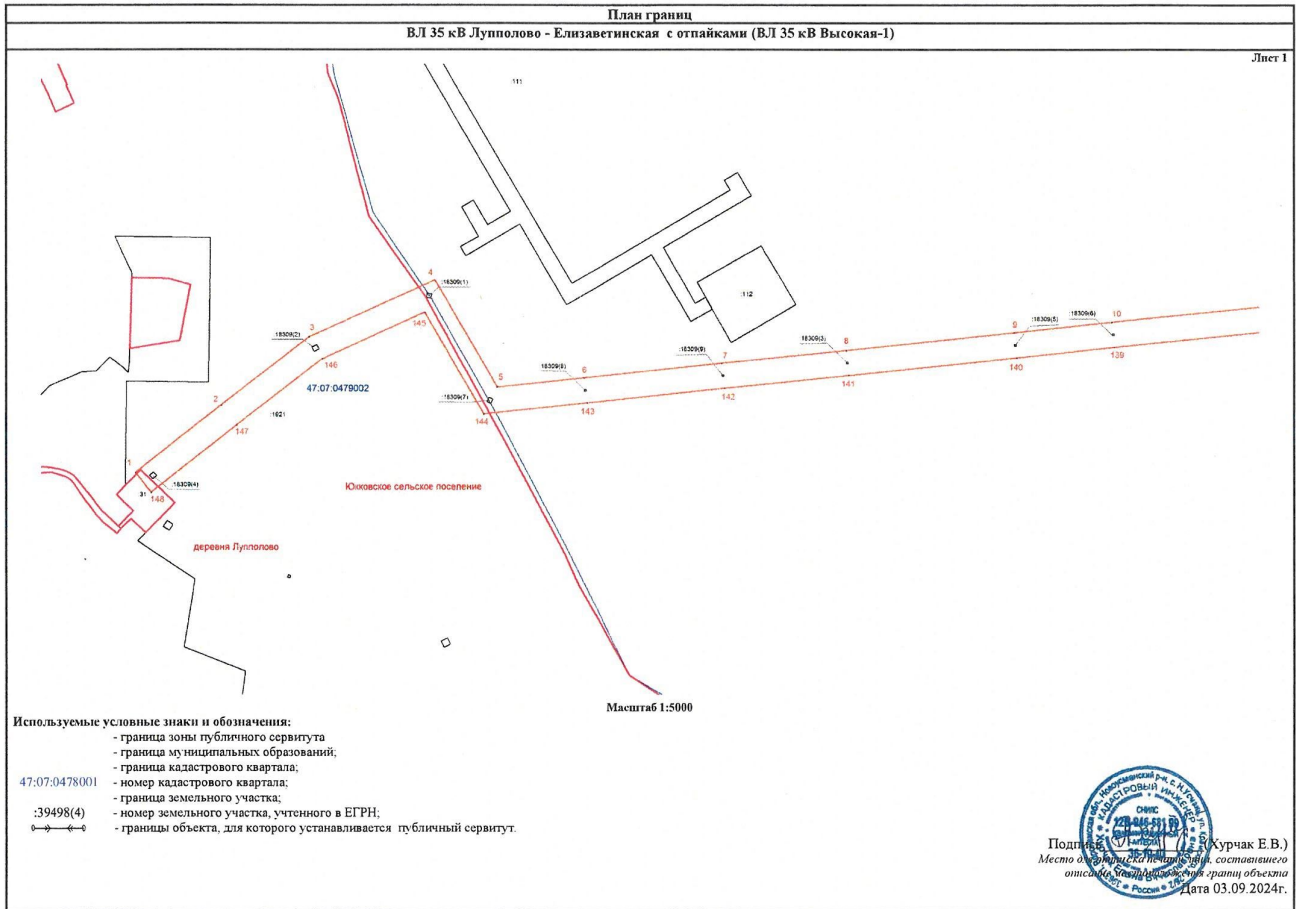 План границ
ВЛ 35 кВ Лупполово - Елизаветинская с отпайками (ВЛ 35 кВ Высокая-1)
Лист 1
:111
4
:18309(1)
:112
3
:18309(2)
145
146
47:07:0479002
2
:1621
147
1
:18309(4)
31
148
5
:18309(7)
144
:18309(8)
6
143
:18309(9)
7
142
:18309(3)
8
141
9
:18309(5)
140
:18309(6)
10
139
Юкковское сельское поселение
деревня Лупполово
Масштаб 1:5000
Используемые условные знаки и обозначения:
- граница зоны публичного сервитута
- граница муниципальных образований;
- граница кадастрового квартала;
47:07:0478001 - номер кадастрового квартала;
- граница земельного участка;
:39498(4) - номер земельного участка, учтенного в ЕГРН;
- границы объекта, для которого устанавливается публичный сервитут.
КАДАСТРОВЫЙ ИНЖЕНЕР
СНИЛС
Россия
Подпись (Хурчак Е.В.)
Место для оттиска печати лица, составившего
описание местоположения границ объекта
Дата 03.09.2024г.